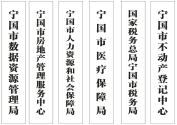 宁国市数据资源管理局
宁国市房地产管理服务中心
宁国市人力资源和社会保障局
宁国市医疗保障局
国家税务总局宁国市税务局
宁国市不动产登记中心